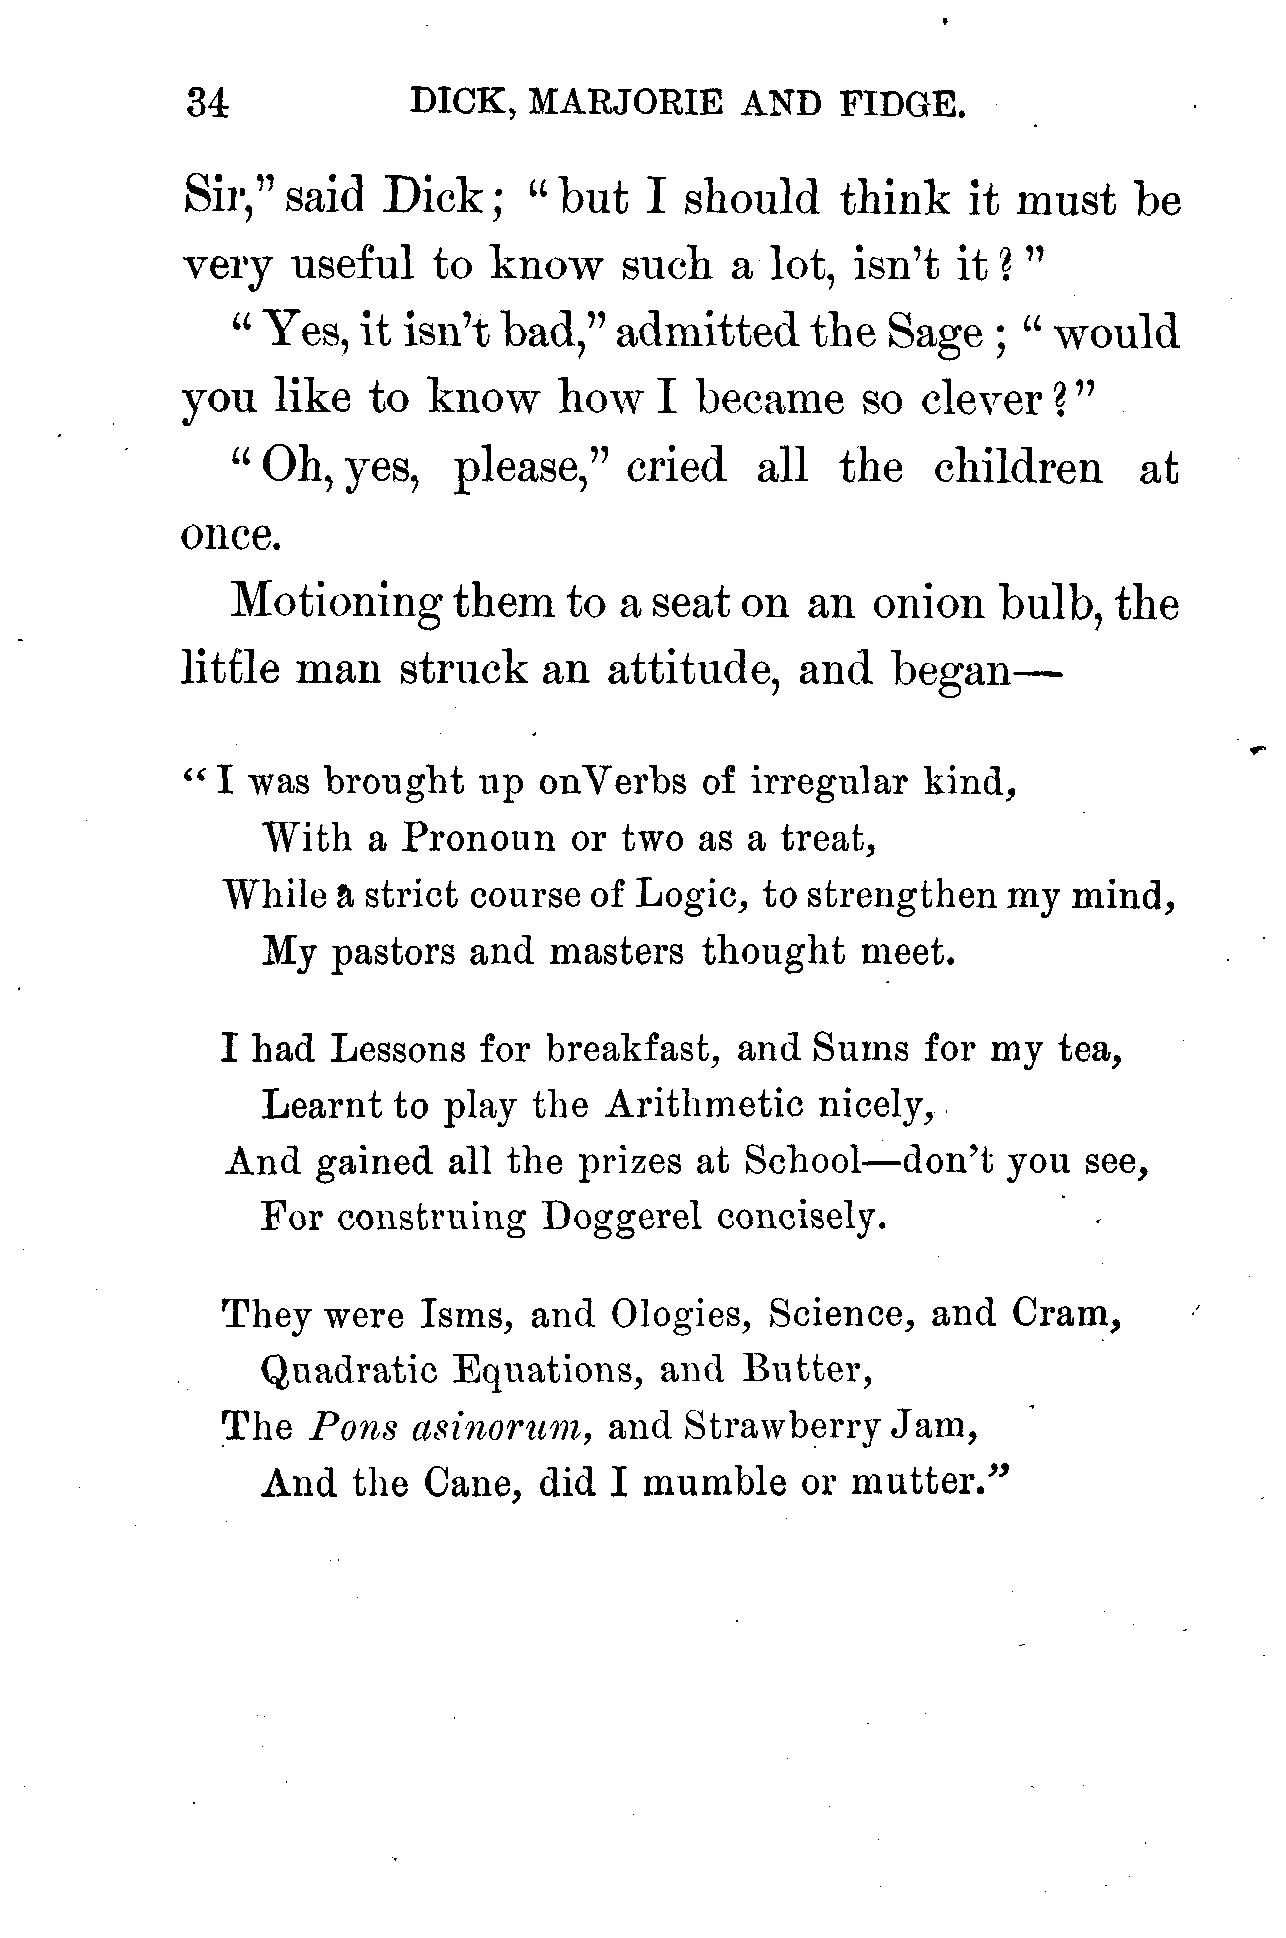 34 DICK, MARJORIE AND FIDGE.
Sir," said Dick; "but I should think it must be
very useful to know such a lot, isn't it?"
"Yes, it isn't bad," admitted the Sage; "would
you like to know how I became so clever?"
"Oh, yes, please," cried all the children at
once.
Motioning them to a seat on an onion bulb, the
little man struck an attitude, and began—
"I was brought up onVerbs of irregular kind,
With a Pronoun or two as a treat,
While a strict course of Logic, to strengthen my mind,
My pastors and masters thought meet.
I had Lessons for breakfast, and Sums for my tea,
Learnt to play the Arithmetic nicely,
And gained all the prizes at School—don't you see,
For construing Doggerel concisely.
They were Isms, and Ologies, Science, and Cram,
Quadratic Equations, and Butter,
The Pons asinorum, and Strawberry Jam,
And the Cane, did I mumble or mutter."